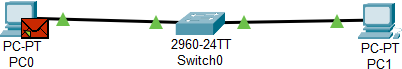 PC-PT
PC0
2960-24TT
Switch0
PC-PT
PC1